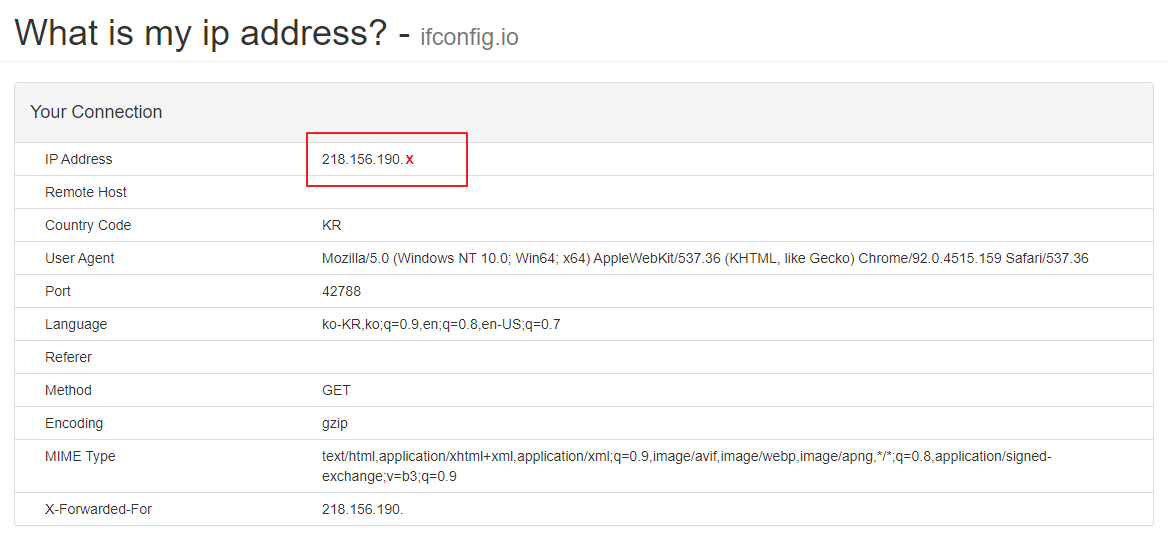 What is my ip address? - ifconfig.io
Your Connection
IP Address 218.156.190.X
Remote Host
Country Code KR
User Agent Mozilla/5.0 (Windows NT 10.0; Win64; x64) AppleWebKit/537.36 (KHTML, like Gecko) Chrome/92.0.4515.159 Safari/537.36
Port 42788
Language ko-KR,ko;q=0.9,en;q=0.8,en-US;q=0.7
Referer
Method GET
Encoding gzip
MIME Type text/html,application/xhtml+xml,application/xml;q=0.9,image/avif,image/webp,image/apng,*/*;q=0.8,application/signed-
exchange;v=b3;q=0.9
X-Forwarded-For 218.156.190.